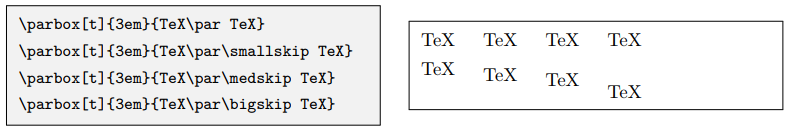 \parbox[t]{3em}{TeX\par TeX}
\parbox[t]{3em}{TeX\par\smallskip TeX}
\parbox[t]{3em}{TeX\par\medskip TeX}
\parbox[t]{3em}{TeX\par\bigskip TeX}
TeX TeX TeX TeX
TeX TeX TeX TeX